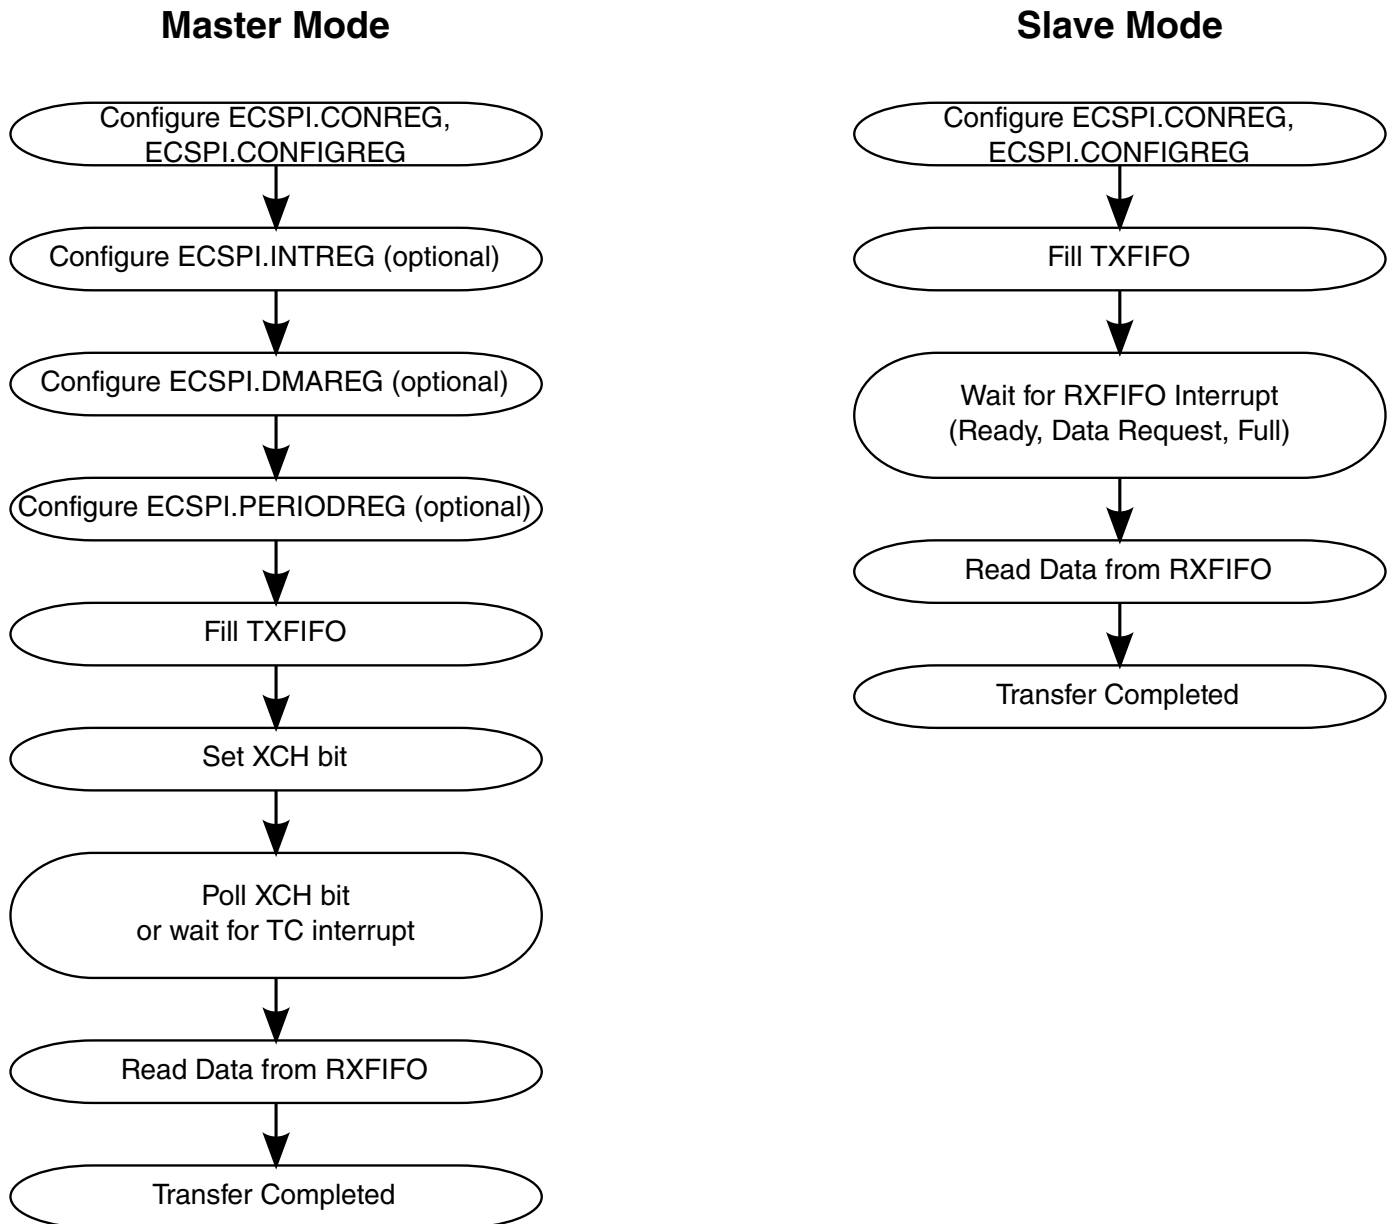 Master Mode
Configure ECSPI.CONREG,
ECSPI.CONFIGREG
Configure ECSPI.INTREG (optional)
Configure ECSPI.DMAREG (optional)
Configure ECSPI.PERIODREG (optional)
Fill TXFIFO
Set XCH bit
Poll XCH bit
or wait for TC interrupt
Read Data from RXFIFO
Transfer Completed
Slave Mode
Configure ECSPI.CONREG,
ECSPI.CONFIGREG
Fill TXFIFO
Wait for RXFIFO Interrupt
(Ready, Data Request, Full)
Read Data from RXFIFO
Transfer Completed